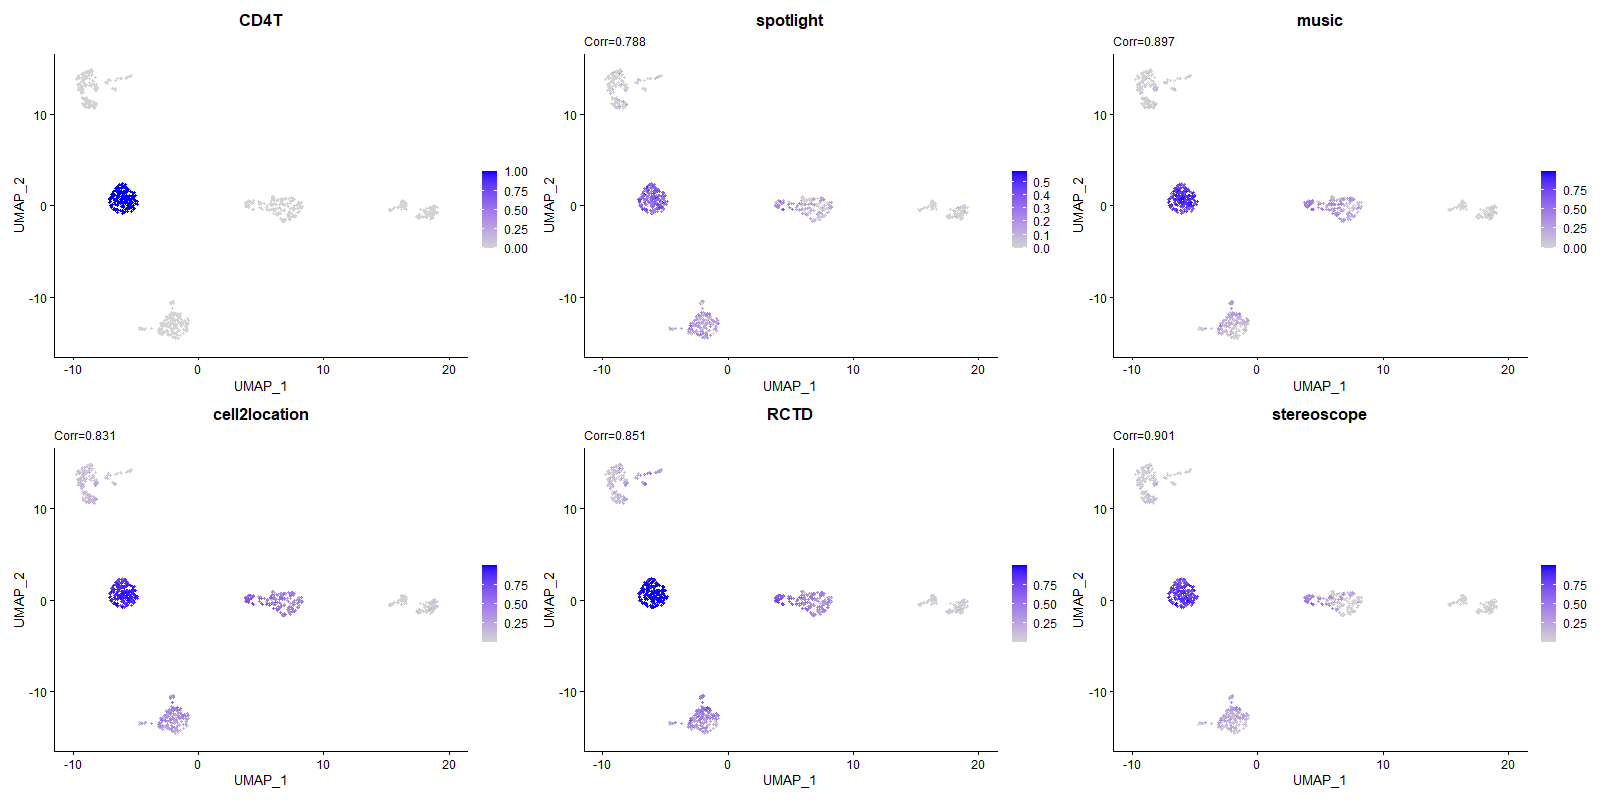 CD4T
UMAP_2
10
0
-10
-10
0
10
20
UMAP_1
1.00
0.75
0.50
0.25
0.00
spotlight
Corr=0.788
UMAP_2
10
0
-10
-10
0
10
20
UMAP_1
0.5
0.4
0.3
0.2
0.1
0.0
music
Corr=0.897
UMAP_2
10
0
-10
-10
0
10
20
UMAP_1
0.75
0.50
0.25
0.00
cell2location
Corr=0.831
UMAP_2
10
0
-10
-10
0
10
20
UMAP_1
0.75
0.50
0.25
RCTD
Corr=0.851
UMAP_2
10
0
-10
-10
0
10
20
UMAP_1
0.75
0.50
0.25
stereoscope
Corr=0.901
UMAP_2
10
0
-10
-10
0
10
20
UMAP_1
0.75
0.50
0.25